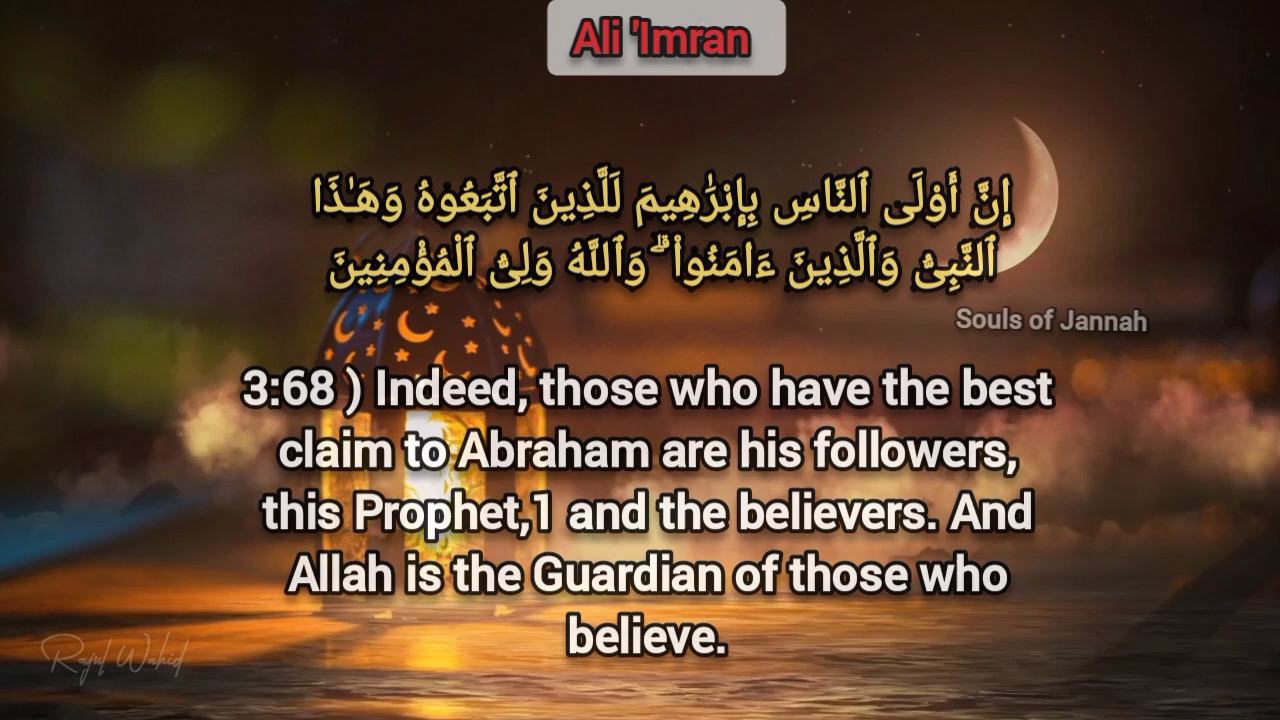 Ali 'Imran
إِنَّ أَوْلَى ٱلنَّاسِ بِإِبْرَٰهِيمَ لَلَّذِينَ ٱتَّبَعُوهُ وَهَـٰذَا
ٱلنَّبِىُّ وَٱلَّذِينَ ءَامَنُوا۟ ۗ وَٱللَّهُ وَلِىُّ ٱلْمُؤْمِنِينَ
Souls of Jannah
3:68 ) Indeed, those who have the best
claim to Abraham are his followers,
this Prophet,1 and the believers. And
Allah is the Guardian of those who
believe.
Rajul Wahid